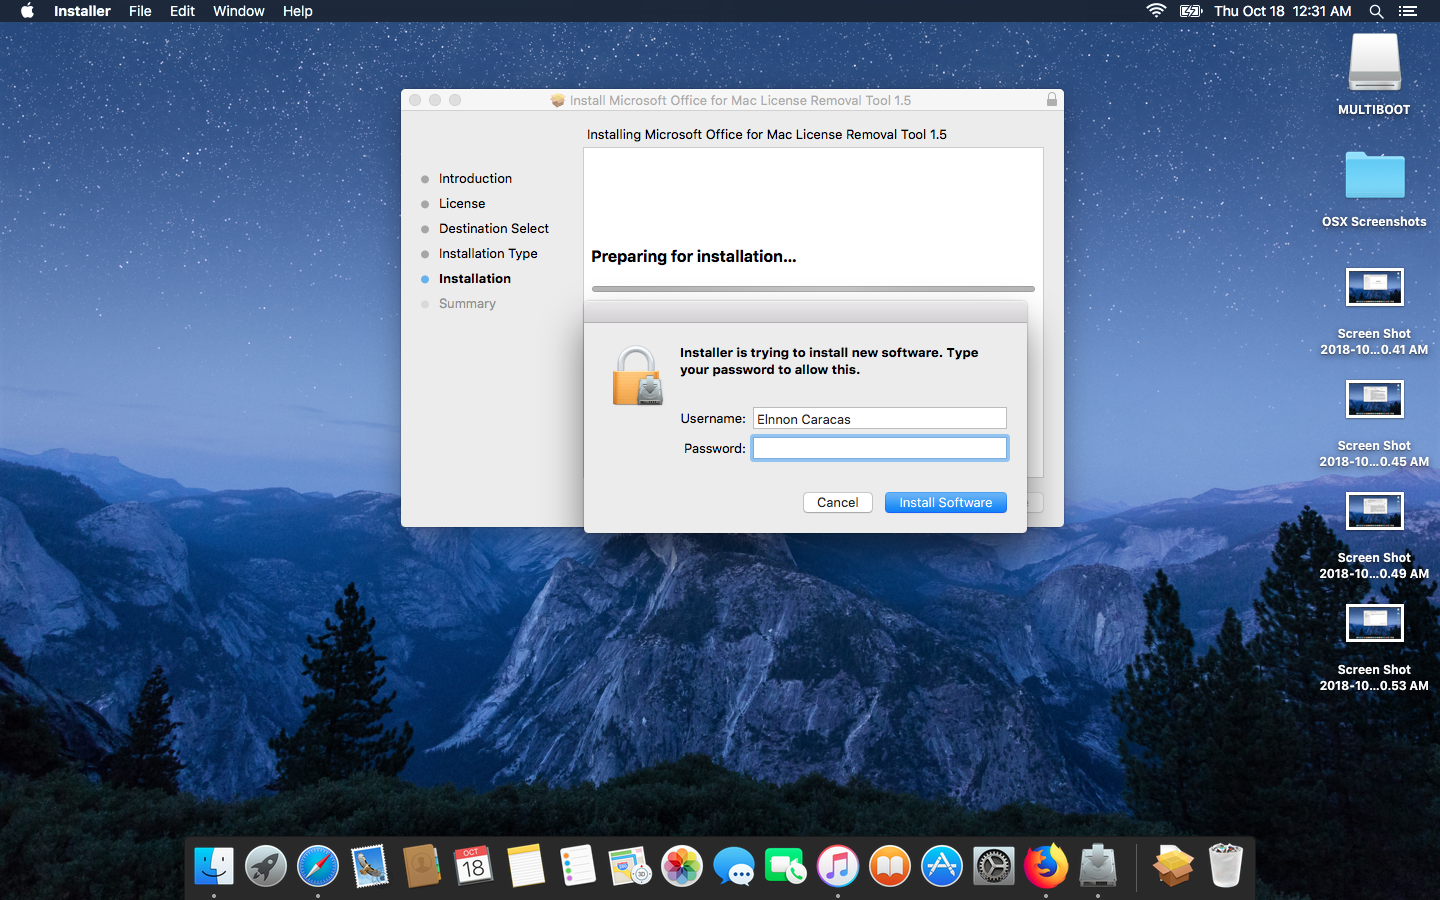 Installer File Edit Window Help
Thu Oct 18 12:31 AM
Install Microsoft Office for Mac License Removal Tool 1.5
Installing Microsoft Office for Mac License Removal Tool 1.5
Introduction
License
Destination Select
Installation Type
Installation
Summary
Preparing for installation...
Installer is trying to install new software. Type
your password to allow this.
Username: Elnnon Caracas
Password:
Cancel
Install Software
MULTIBOOT
OSX Screenshots
Screen Shot
2018-10...0.41 AM
Screen Shot
2018-10...0.45 AM
Screen Shot
2018-10...0.49 AM
Screen Shot
2018-10...0.53 AM
OCT
18
3D